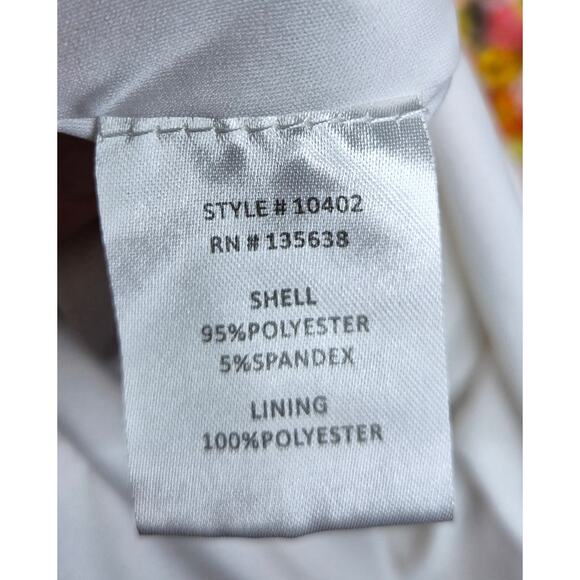 STYLE # 10402
RN # 135638
SHELL
95%POLYESTER
5%SPANDEX
LINING
100%POLYESTER